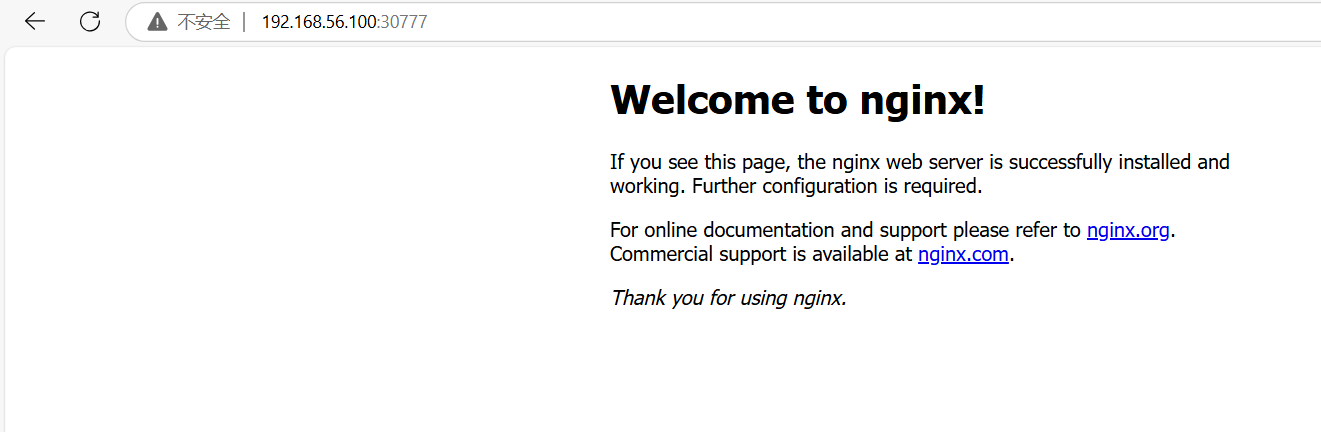 不安全 | 192.168.56.100:30777
Welcome to nginx!
If you see this page, the nginx web server is successfully installed and
working. Further configuration is required.
For online documentation and support please refer to nginx.org.
Commercial support is available at nginx.com.
Thank you for using nginx.